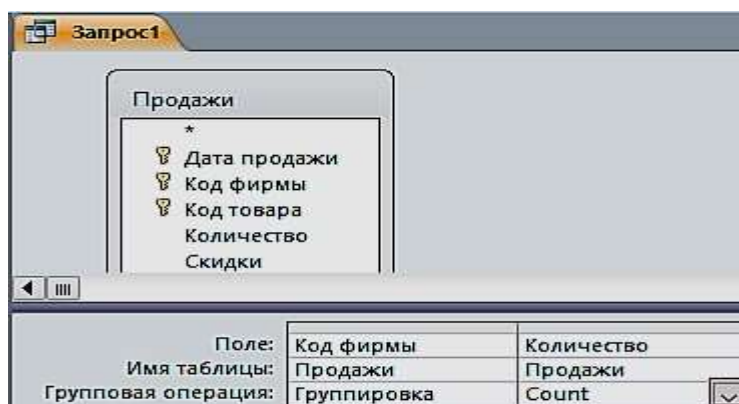 Запрос1
Продажи
*
Дата продажи
Код фирмы
Код товара
Количество
Скидки
Поле: Код фирмы Количество
Имя таблицы: Продажи Продажи
Групповая операция: Группировка Count